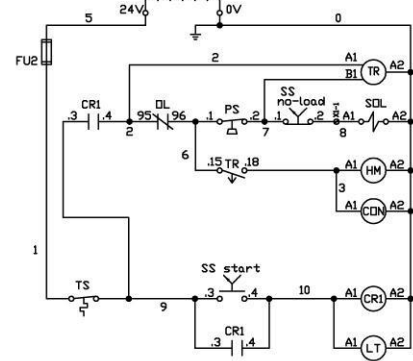 24V 0V
5 0
FU2
2 A1 A2
TR
B1
SS
no-load
CR1 OL PS SOL
.3 .4 95 96 .1 .2 .1 .2 A1 A2
2 7 8
6 .15 TR .18 A1 HM A2
3
A1 CON A2
1
TS SS start
9 .3 .4 10 A1 CR1 A2
CR1
.3 .4 A1 LT A2